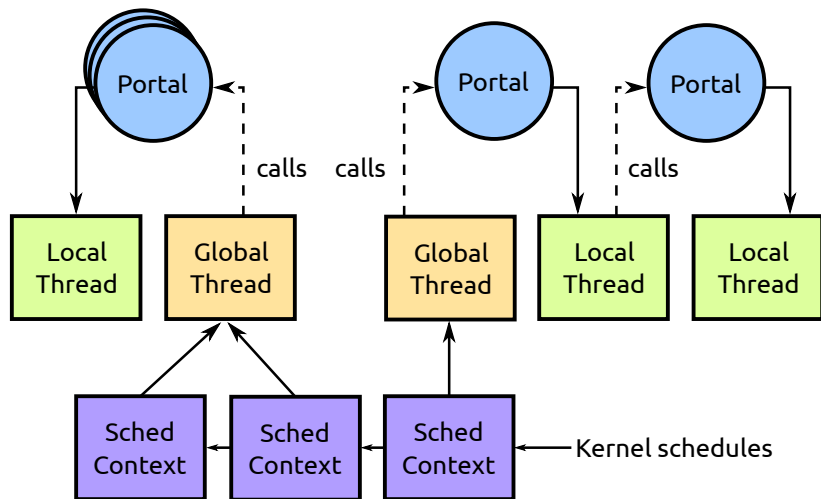 Portal
Portal
Portal
calls
calls
calls
Local
Thread
Global
Thread
Global
Thread
Local
Thread
Local
Thread
Sched
Context
Sched
Context
Sched
Context
Kernel schedules